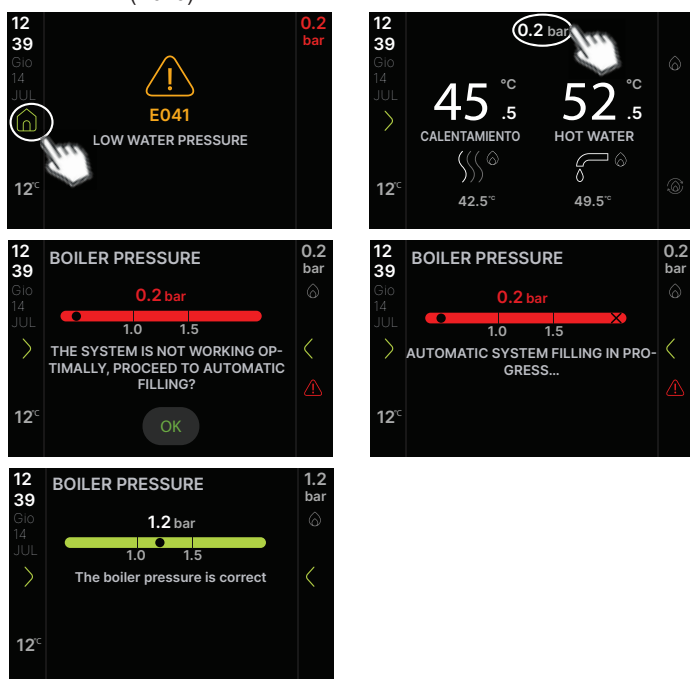 12
39
Gio
14
JUL
12°C
E041
LOW WATER PRESSURE
0.2
bar
12
39
Gio
14
JUL
12°C
0.2 bar
45 °C .5
CALENTAMIENTO
42.5°C
52 °C .5
HOT WATER
49.5°C
12
39
Gio
14
JUL
12°C
BOILER PRESSURE
0.2 bar
1.0 1.5
THE SYSTEM IS NOT WORKING OP-
TIMALLY, PROCEED TO AUTOMATIC
FILLING?
OK
0.2
bar
12
39
Gio
14
JUL
12°C
BOILER PRESSURE
0.2 bar
1.0 1.5
AUTOMATIC SYSTEM FILLING IN PRO-
GRESS...
0.2
bar
12
39
Gio
14
JUL
12°C
BOILER PRESSURE
1.2 bar
1.0 1.5
The boiler pressure is correct
1.2
bar